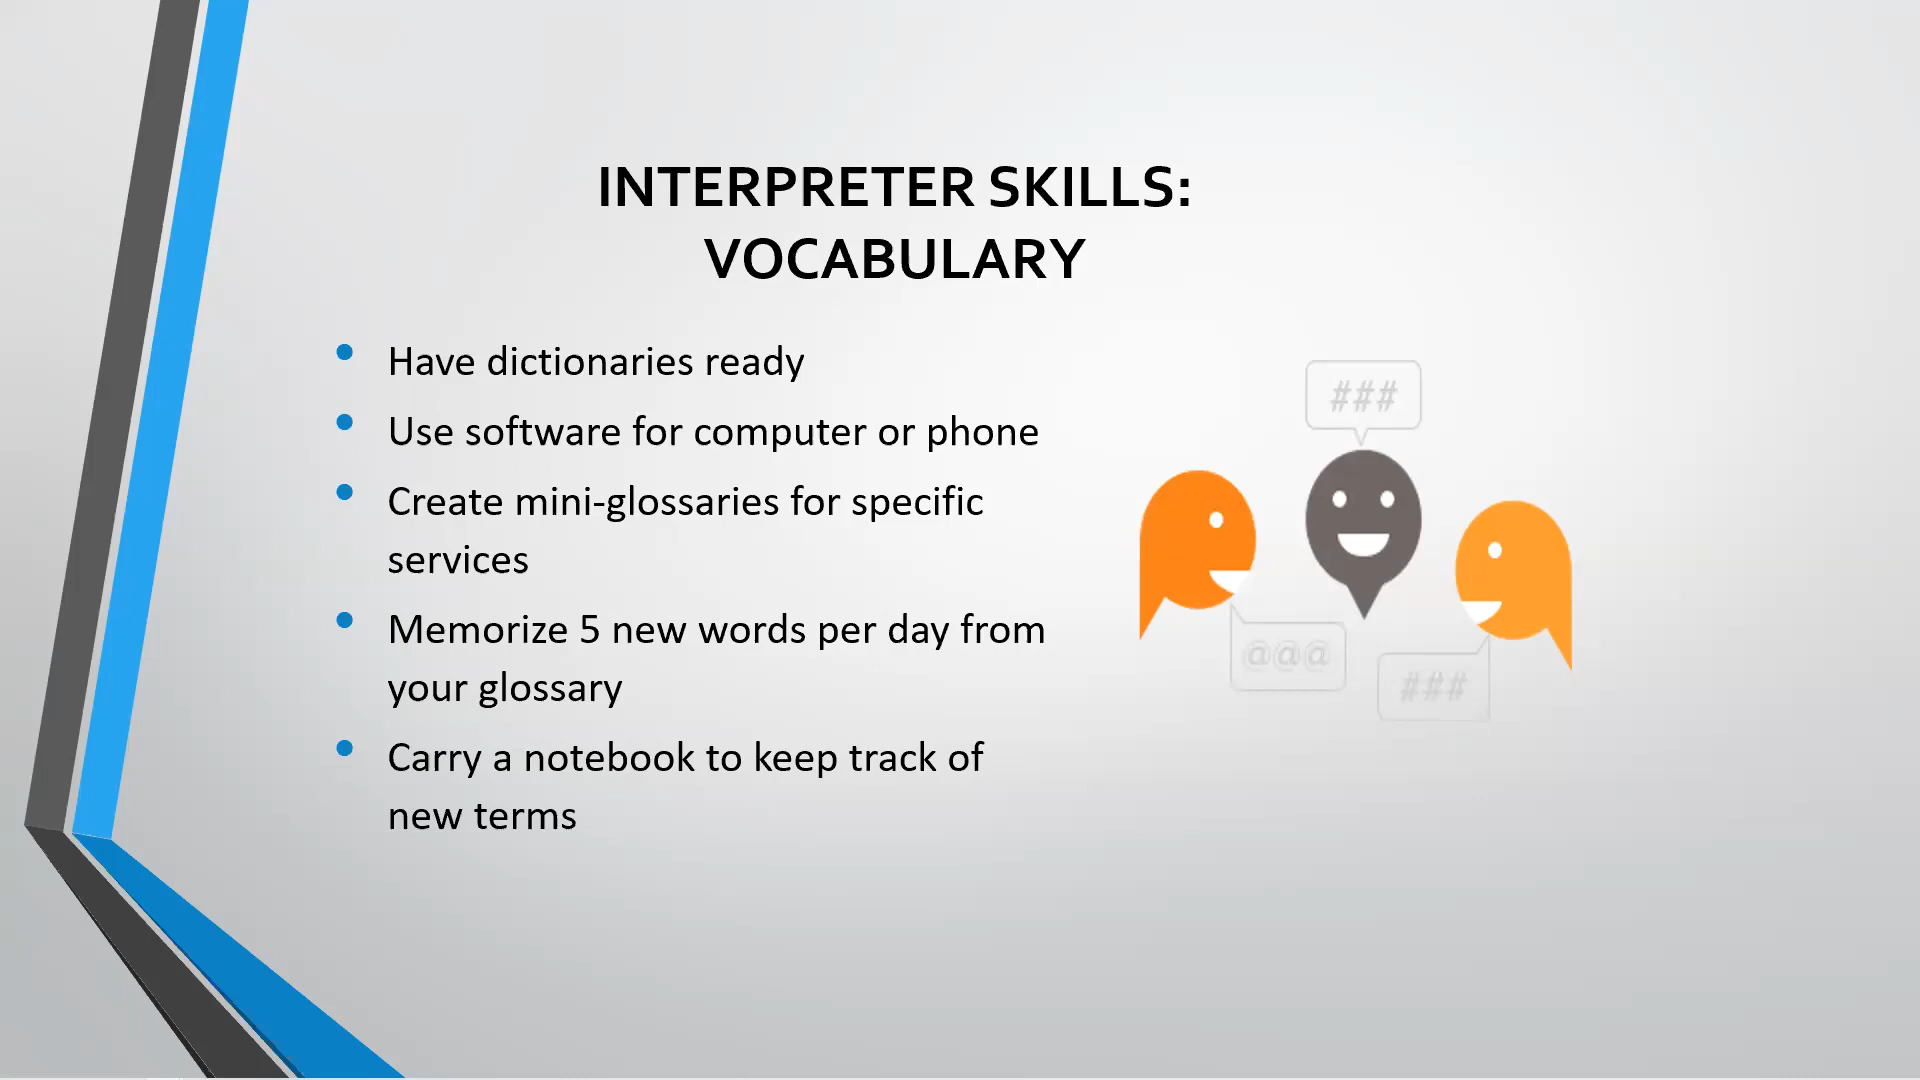 INTERPRETER SKILLS:
VOCABULARY
• Have dictionaries ready
• Use software for computer or phone
• Create mini-glossaries for specific
services
• Memorize 5 new words per day from
your glossary
• Carry a notebook to keep track of
new terms
###
@@@
###